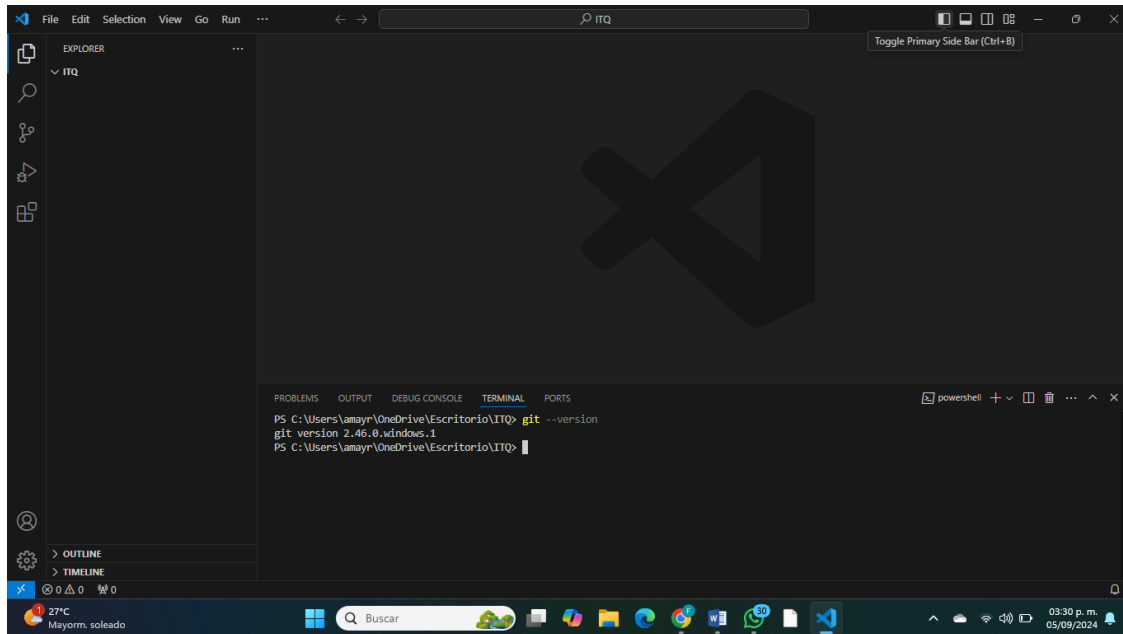 File Edit Selection View Go Run ··· ITQ
Toggle Primary Side Bar (Ctrl+B)
EXPLORER ···
ITQ
PROBLEMS OUTPUT DEBUG CONSOLE TERMINAL PORTS powershell
PS C:\Users\amayr\OneDrive\Escritorio\ITQ> git --version
git version 2.46.0.windows.1
PS C:\Users\amayr\OneDrive\Escritorio\ITQ>
OUTLINE
TIMELINE
0 0 0
1 27°C
Mayorm. soleado
Buscar
F
30
03:30 p. m.
05/09/2024